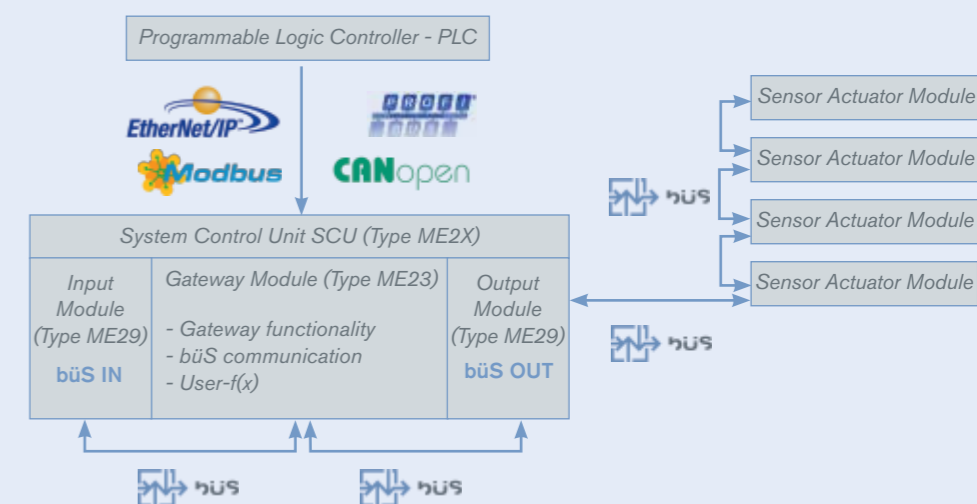 Programmable Logic Controller - PLC
EtherNet/IP
PROFI
BUS
Modbus
CANopen
System Control Unit SCU (Type ME2X)
Input
Module
(Type ME29)
büS IN
Gateway Module (Type ME23)
- Gateway functionality
- büS communication
- User-f(x)
Output
Module
(Type ME29)
büS OUT
büS
büS
büS
büS
Sensor Actuator Module
Sensor Actuator Module
Sensor Actuator Module
Sensor Actuator Module